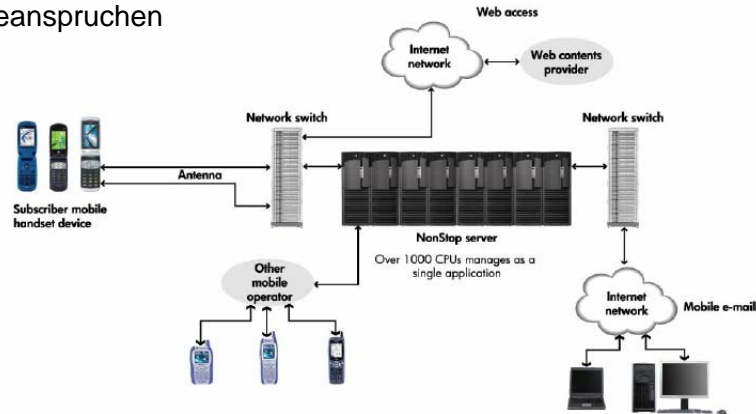 eanspruchen
Web access
Internet
network
Web contents
provider
Network switch
Network switch
Antenna
Subscriber mobile
handset device
NonStop server
Over 1000 CPUs manages as a
single application
Other
mobile
operator
Internet
network
Mobile e-mail